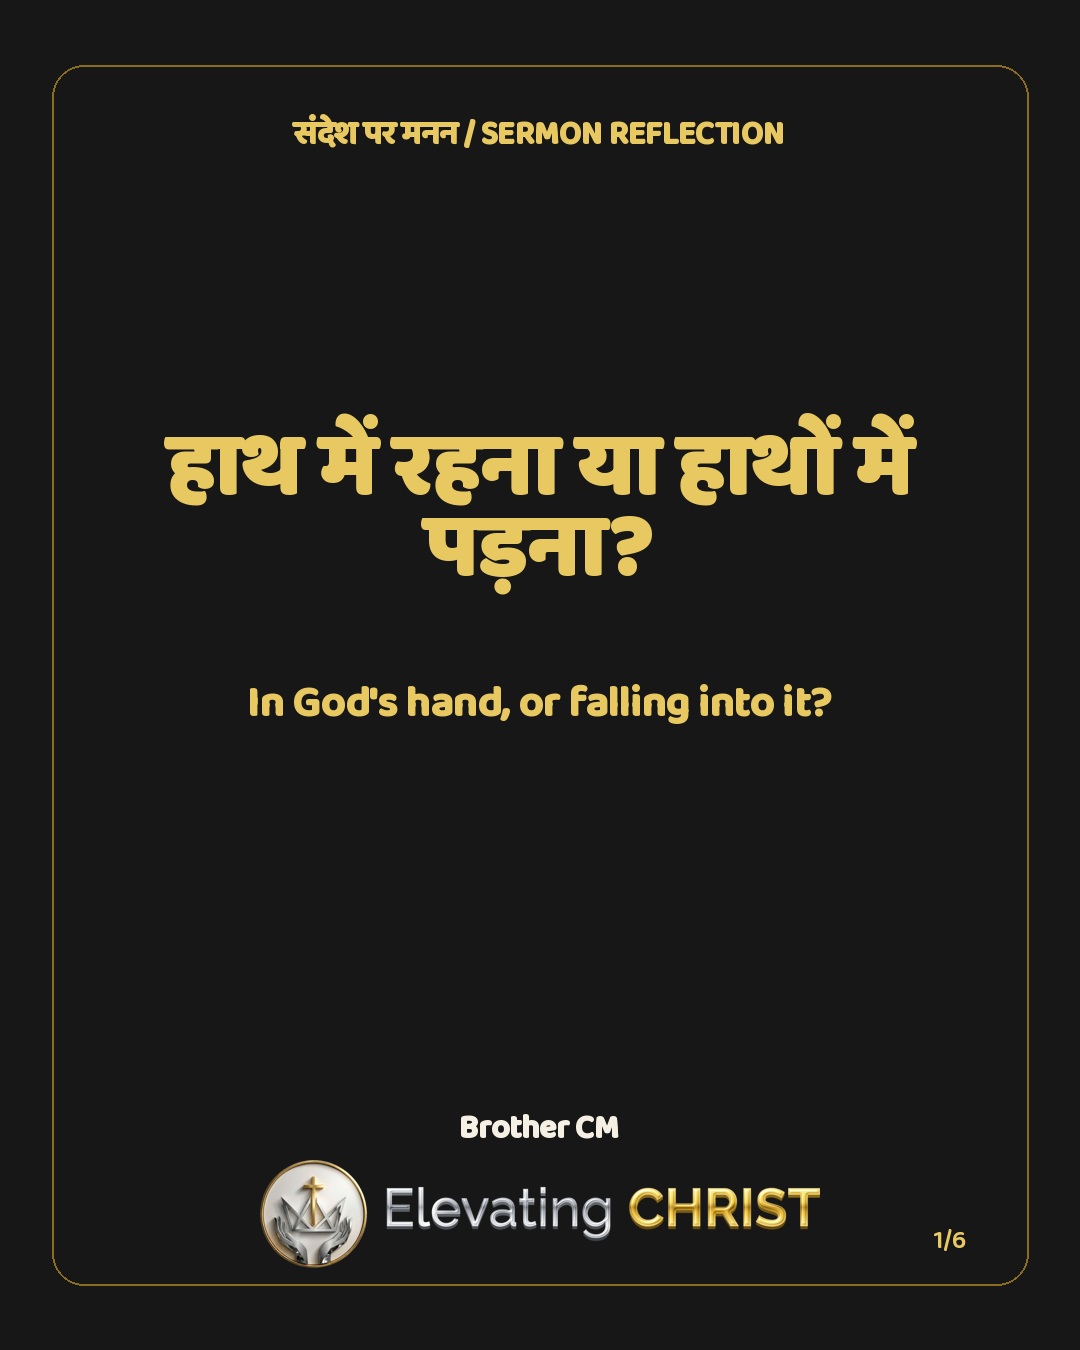 संदेश पर मनन / SERMON REFLECTION
हाथ में रहना या हाथों में
पड़ना?
In God's hand, or falling into it?
Brother CM
Elevating CHRIST
1/6